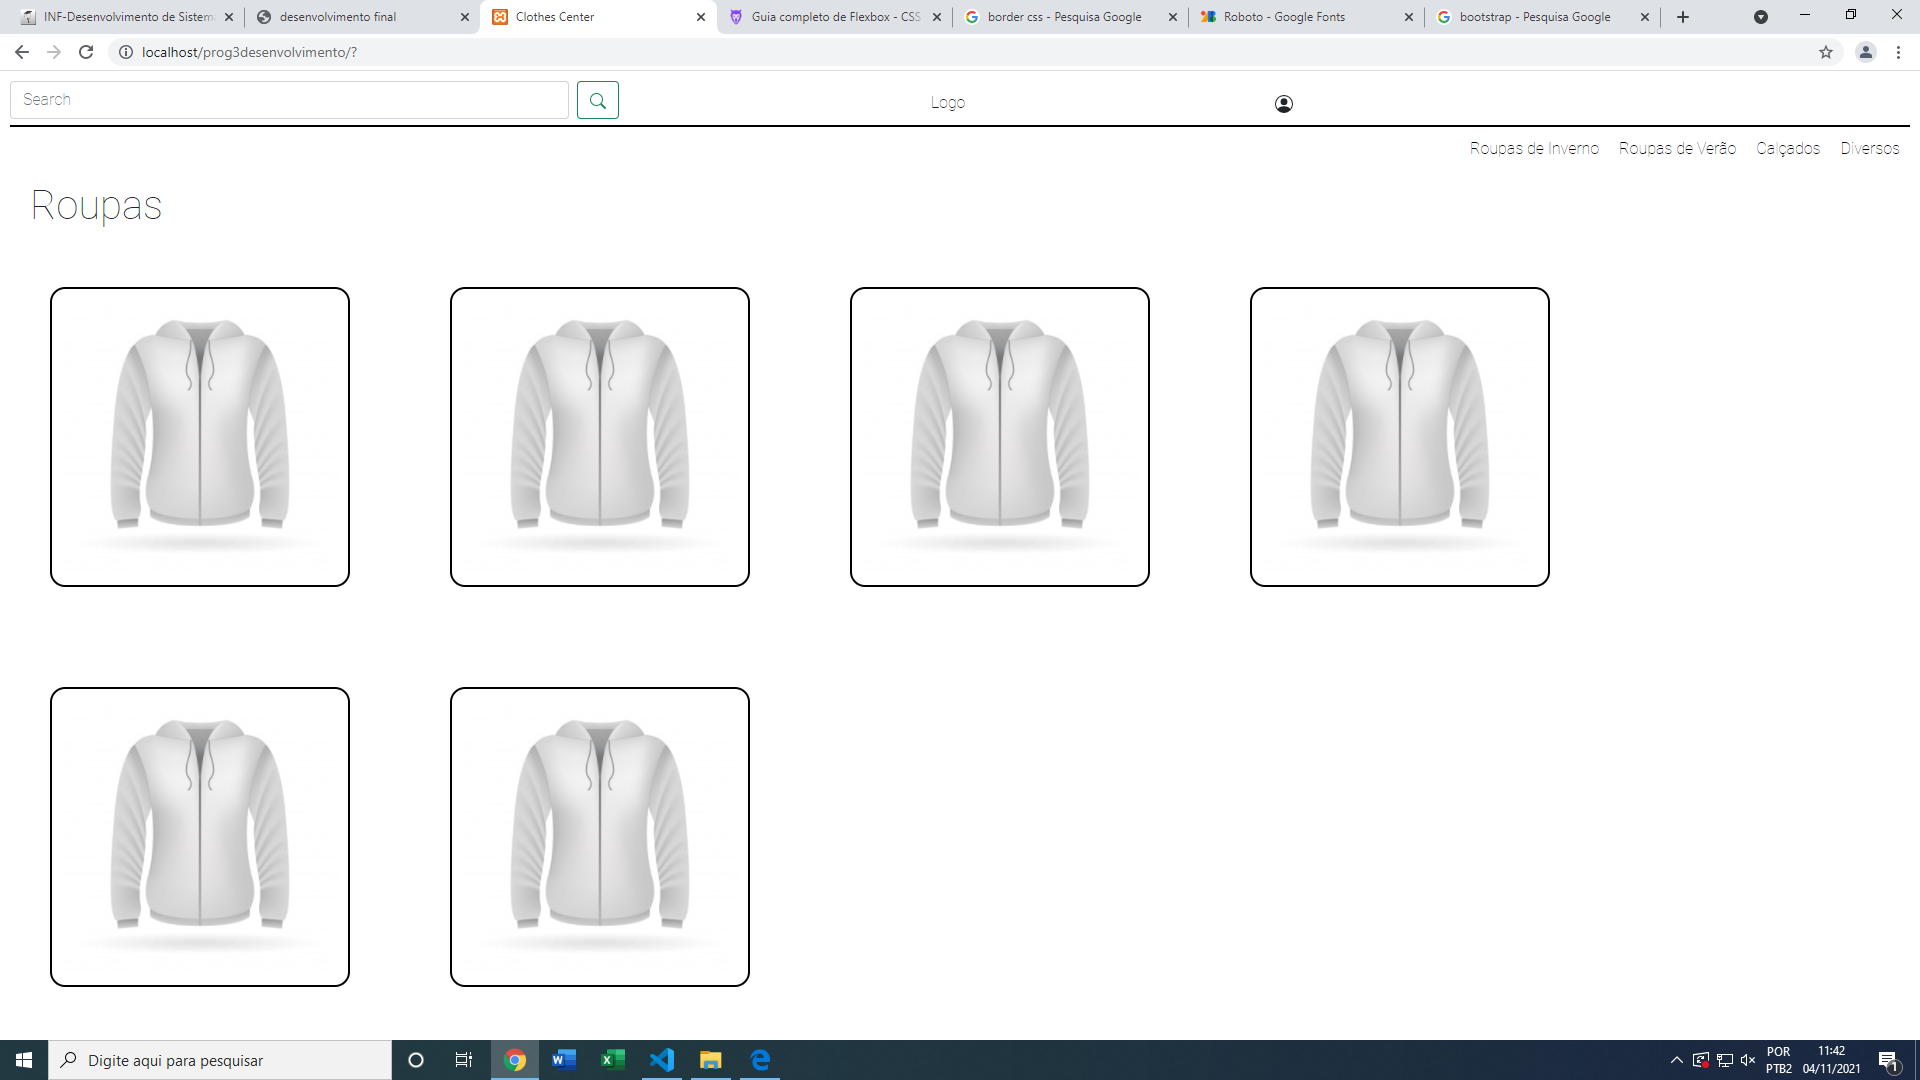 INF-Desenvolvimento de Sistema
desenvolvimento final
Clothes Center
Guia completo de Flexbox - CSS
border css - Pesquisa Google
Roboto - Google Fonts
bootstrap - Pesquisa Google
localhost/prog3desenvolvimento/?
Search
Logo
Roupas de Inverno Roupas de Verão Calçados Diversos
Roupas
Digite aqui para pesquisar
POR
PTB2
11:42
04/11/2021
1